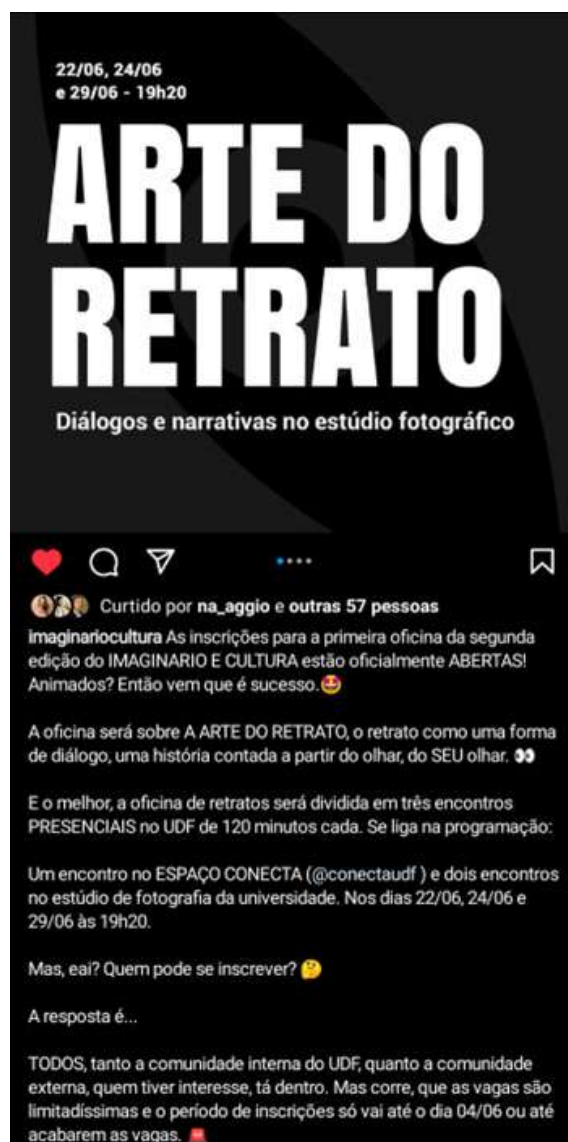 22/06, 24/06
e 29/06 - 19h20
ARTE DO
RETRATO
Diálogos e narrativas no estúdio fotográfico
Curtido por na_aggio e outras 57 pessoas
imaginariocultura As inscrições para a primeira oficina da segunda
edição do IMAGINARIO E CULTURA estão oficialmente ABERTAS!
Animados? Então vem que é sucesso.🤩
A oficina será sobre A ARTE DO RETRATO, o retrato como uma forma
de diálogo, uma história contada a partir do olhar, do SEU olhar. 👀
E o melhor, a oficina de retratos será dividida em três encontros
PRESENCIAIS no UDF de 120 minutos cada. Se liga na programação:
Um encontro no ESPAÇO CONECTA (@conectaudf ) e dois encontros
no estúdio de fotografia da universidade. Nos dias 22/06, 24/06 e
29/06 às 19h20.
Mas, eai? Quem pode se inscrever? 🤔
A resposta é...
TODOS, tanto a comunidade interna do UDF, quanto a comunidade
externa, quem tiver interesse, tá dentro. Mas corre, que as vagas são
limitadíssimas e o período de inscrições só vai até o dia 04/06 ou até
acabarem as vagas. 🚨